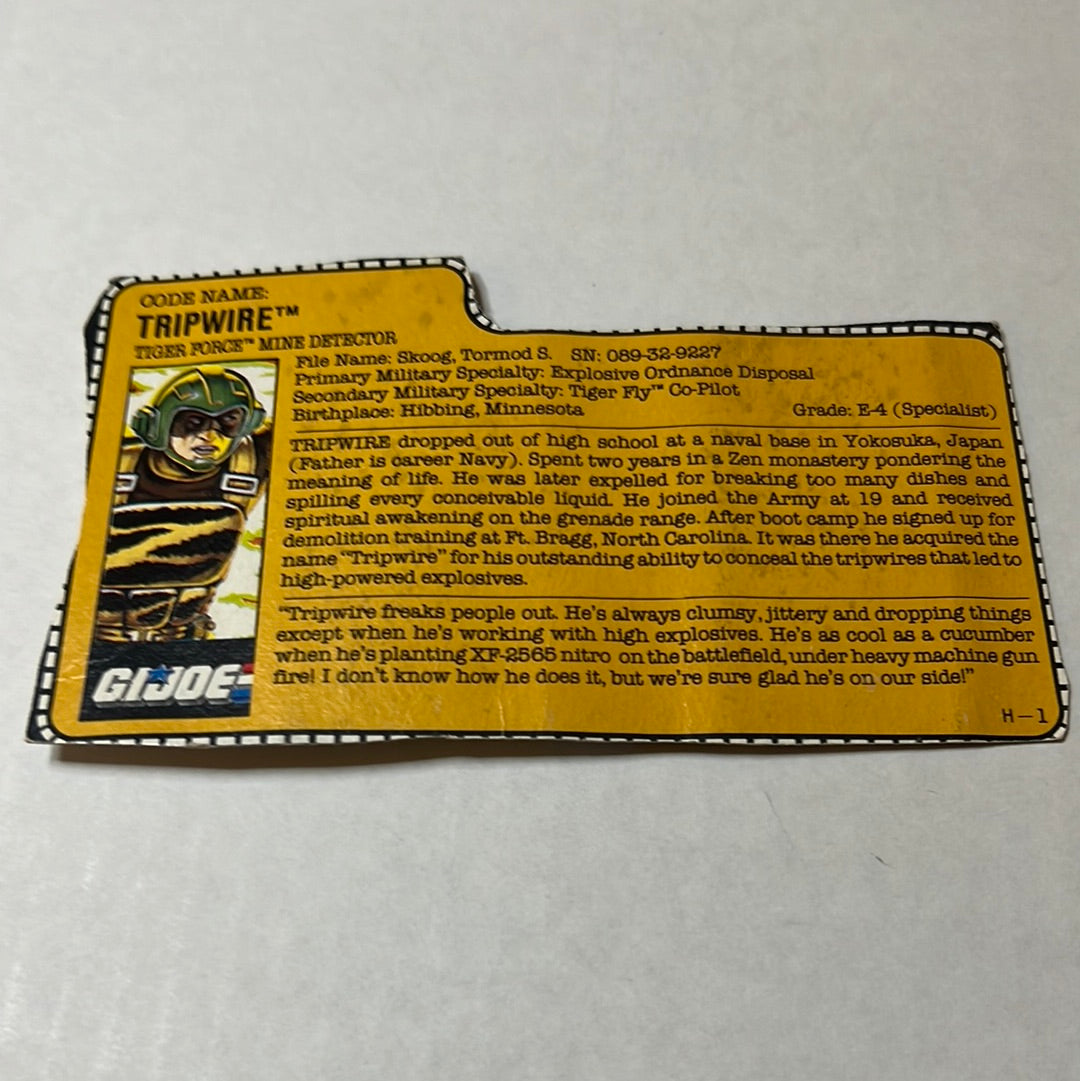 CODE NAME:
TRIPWIRE™
TIGER FORCE™ MINE DETECTOR
File Name: Skoog, Tormod S. SN: 089-32-9227
Primary Military Specialty: Explosive Ordnance Disposal
Secondary Military Specialty: Tiger Fly™ Co-Pilot
Birthplace: Hibbing, Minnesota Grade: E-4 (Specialist)
TRIPWIRE dropped out of high school at a naval base in Yokosuka, Japan
(Father is career Navy). Spent two years in a Zen monastery pondering the
meaning of life. He was later expelled for breaking too many dishes and
spilling every conceivable liquid. He joined the Army at 19 and received
spiritual awakening on the grenade range. After boot camp he signed up for
demolition training at Ft. Bragg, North Carolina. It was there he acquired the
name "Tripwire" for his outstanding ability to conceal the tripwires that led to
high-powered explosives.
"Tripwire freaks people out. He's always clumsy, jittery and dropping things
except when he's working with high explosives. He's as cool as a cucumber
when he's planting XF-2565 nitro on the battlefield, under heavy machine gun
fire! I don't know how he does it, but we're sure glad he's on our side!"
GI JOE
H—1